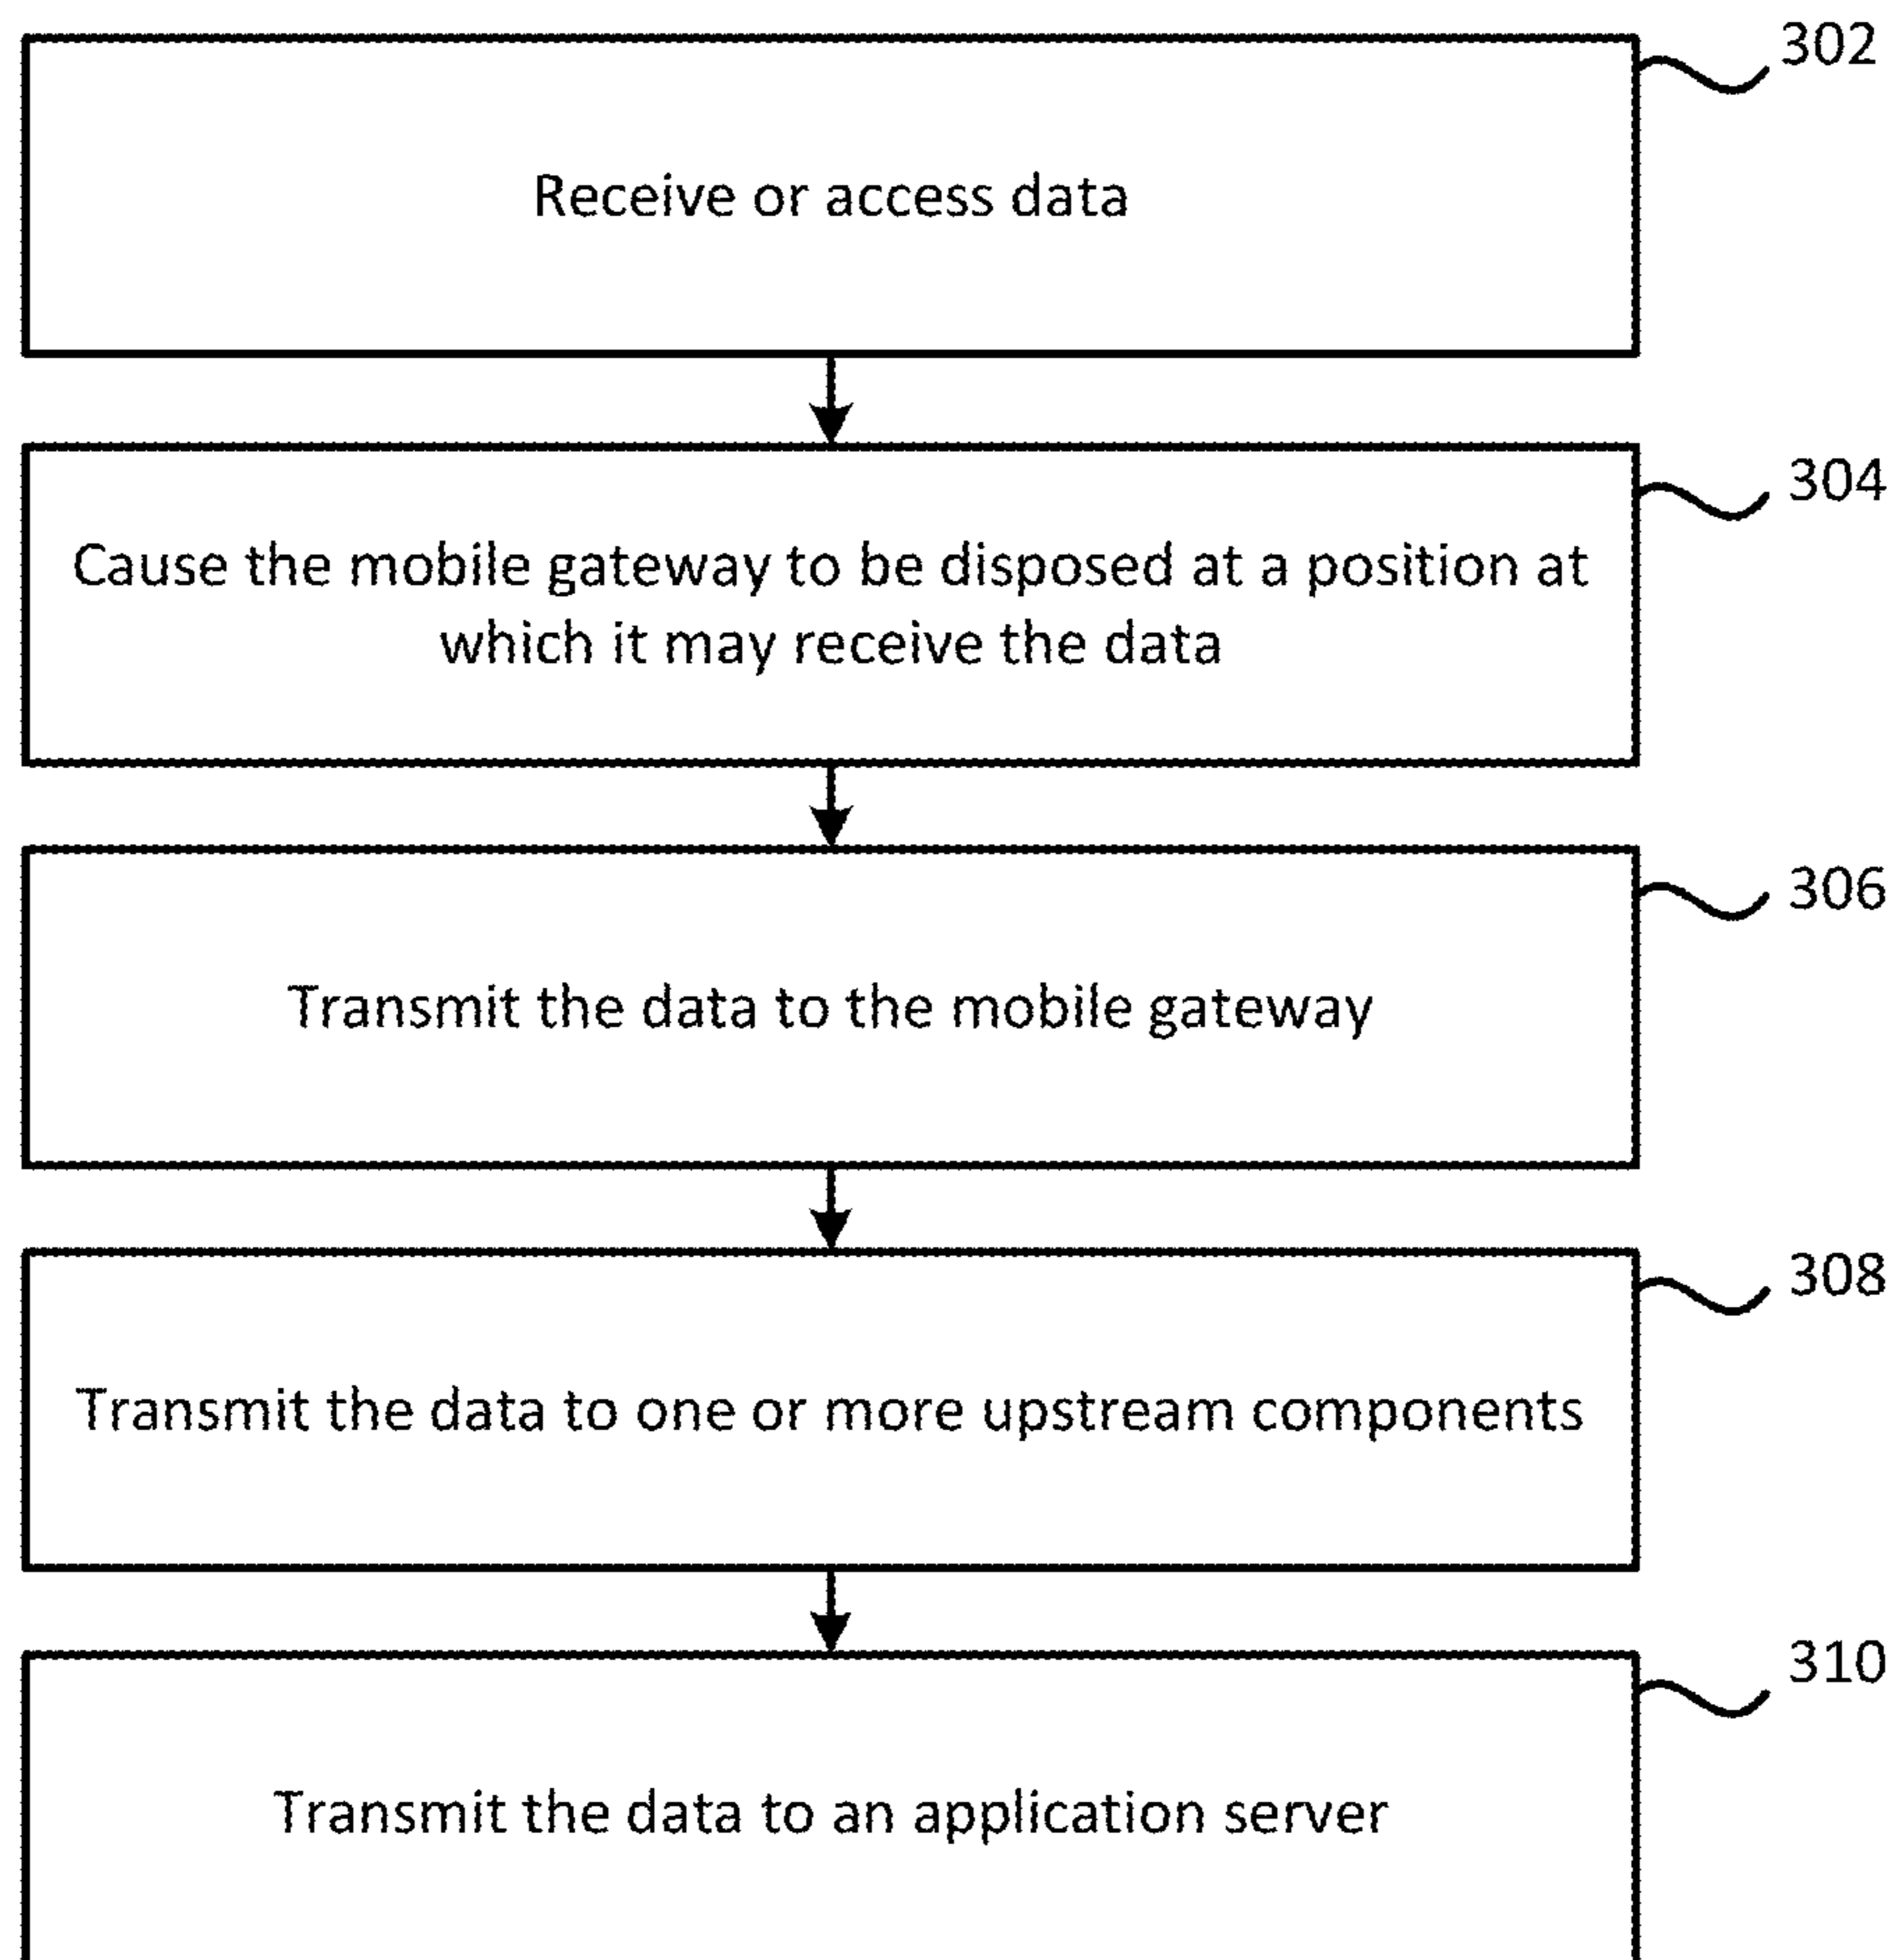 302
Receive or access data
304
Cause the mobile gateway to be disposed at a position at
which it may receive the data
306
Transmit the data to the mobile gateway
308
Transmit the data to one or more upstream components
310
Transmit the data to an application server